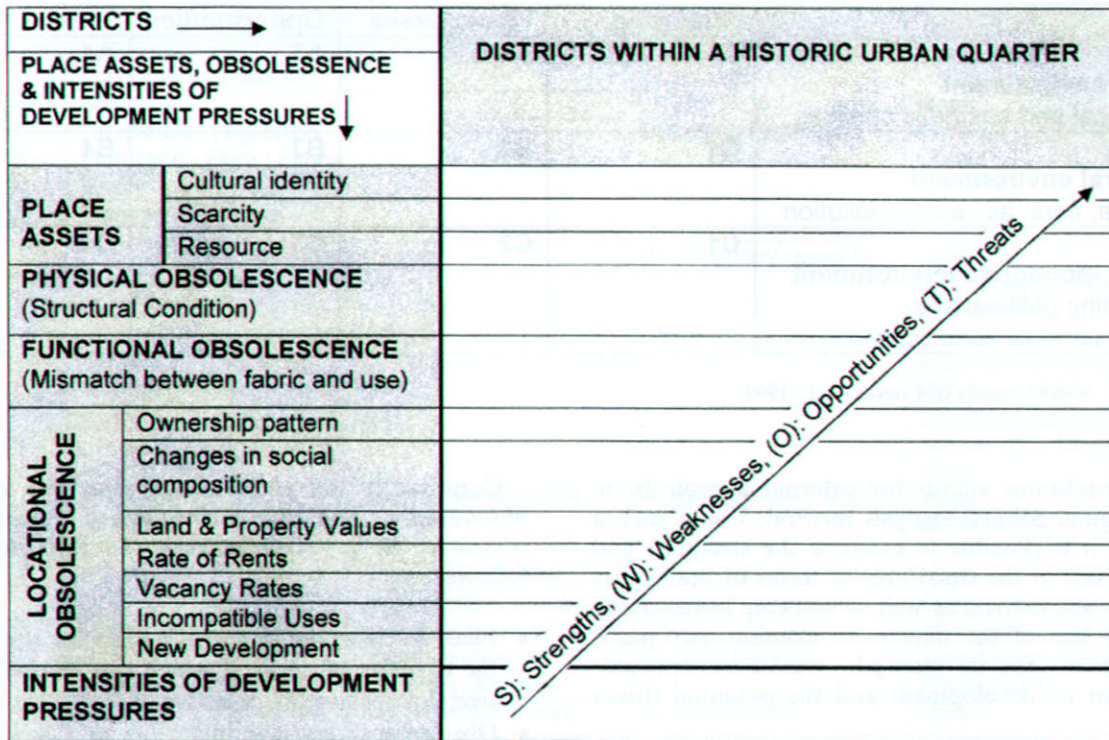 DISTRICTS
PLACE ASSETS, OBSOLESSENCE
& INTENSITIES OF
DEVELOPMENT PRESSURES
DISTRICTS WITHIN A HISTORIC URBAN QUARTER
PLACE
ASSETS
Cultural identity
Scarcity
Resource
PHYSICAL OBSOLESCENCE
(Structural Condition)
FUNCTIONAL OBSOLESCENCE
(Mismatch between fabric and use)
LOCATIONAL
OBSOLESCENCE
Ownership pattern
Changes in social
composition
Land & Property Values
Rate of Rents
Vacancy Rates
Incompatible Uses
New Development
INTENSITIES OF DEVELOPMENT
PRESSURES
S): Strengths, (W): Weaknesses, (O): Opportunities, (T): Threats